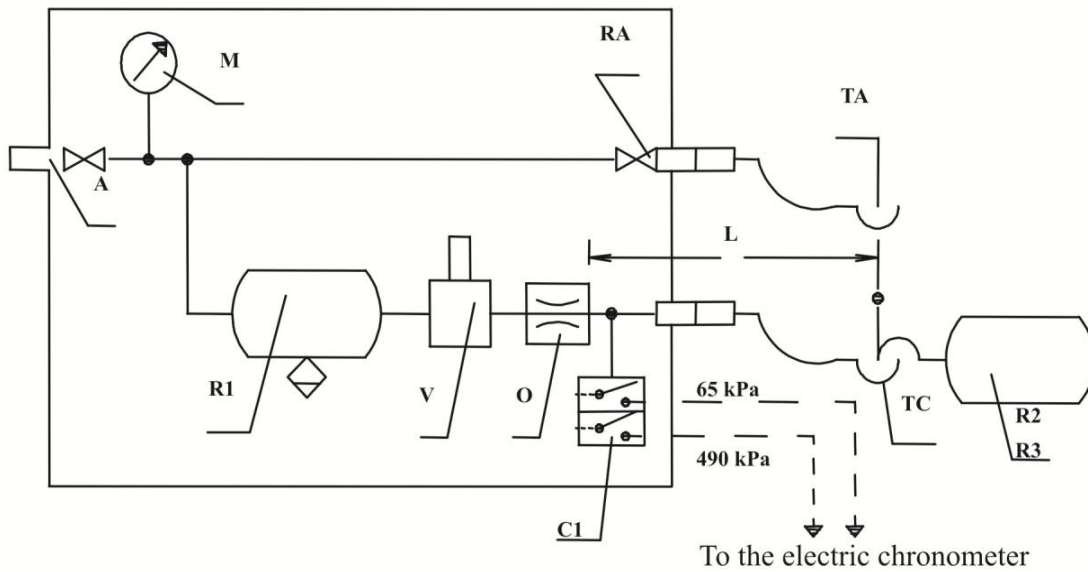 M
RA
TA
A
L
R1
V
O
65 kPa
TC
R2
R3
490 kPa
C1
To the electric chronometer